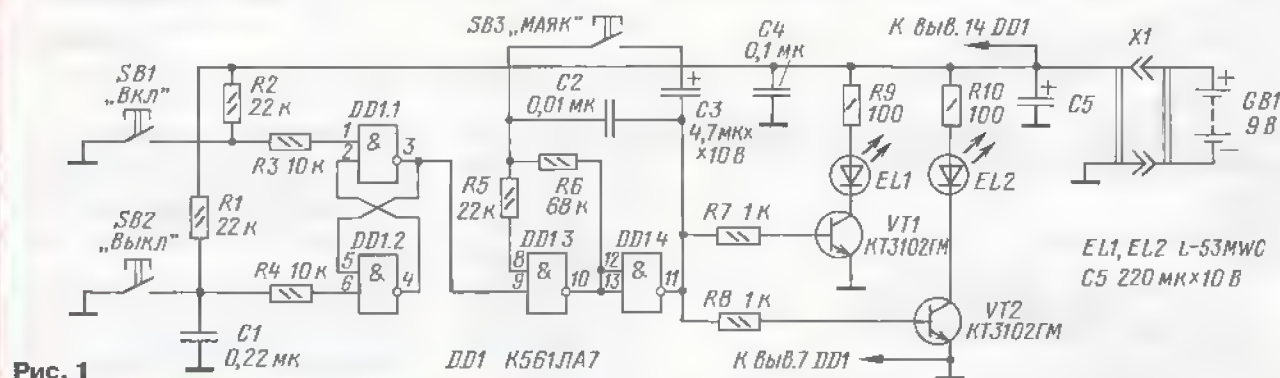 SB3 „МАЯК"
C4
0,1 мк
К выв. 14 DD1
X1
SB1
„Вкл"
R2
22 к
DD1.1
C2
0,01 мк
+
C3
4,7мк×
×10 В
R9
100
R10
100
+
C5
+
GB1
9 В
−
1
2
&
3
R3 10 к
R1
22 к
R5
22 к
R6
68 к
EL1
EL2
SB2
„Выкл"
DD1.2
R7 1 к
VT1
КТ3102ГМ
R4 10 к
5
6
&
4
DD1 3
8
9
&
10
DD1 4
12
13
&
11
EL1, EL2 L-53MWC
C5 220 мк×10 В
R8 1 к
VT2
КТ3102ГМ
C1
0,22 мк
DD1 К561ЛА7
К выв.7 DD1
Рис. 1